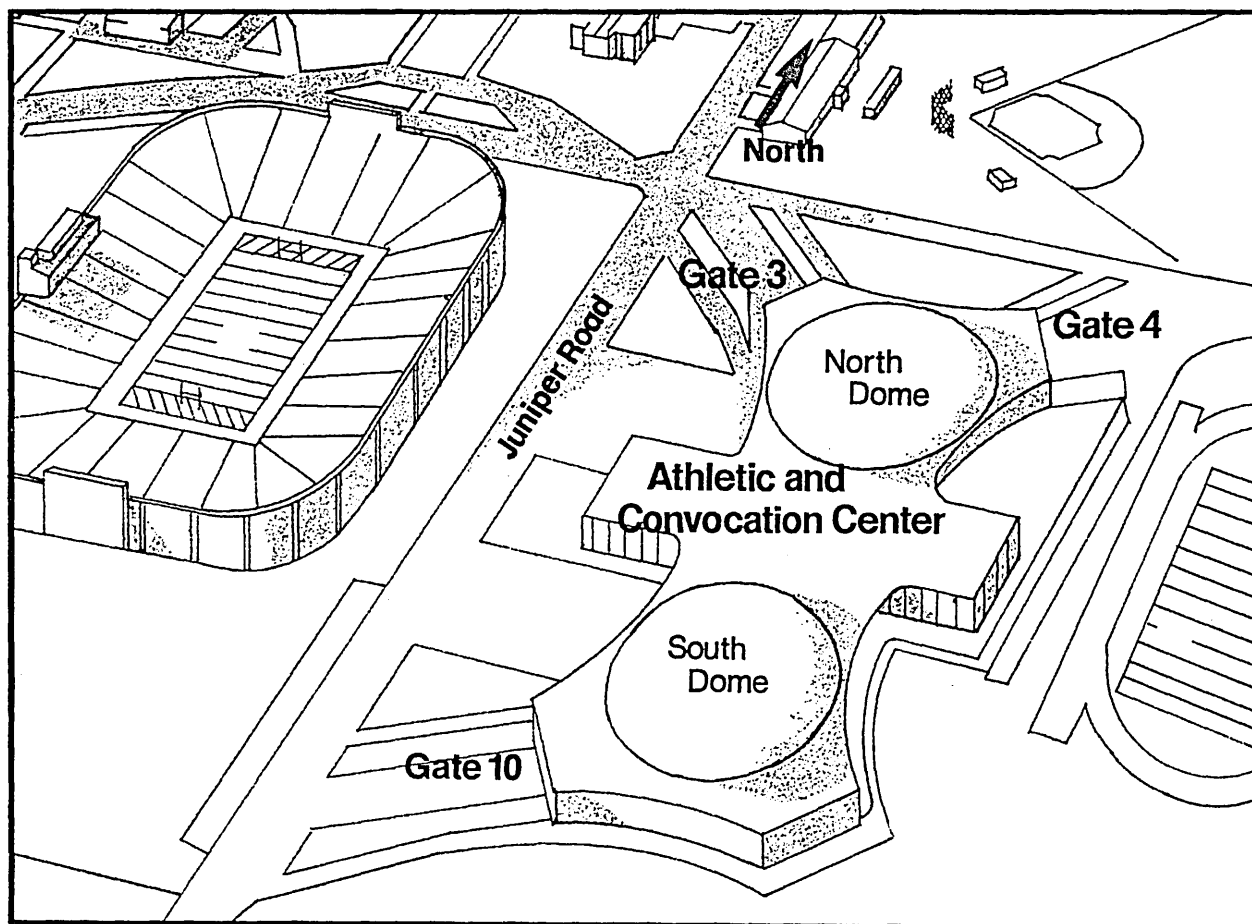 North
Gate 3
Gate 4
North
Dome
Juniper Road
Athletic and
Convocation Center
South
Dome
Gate 10